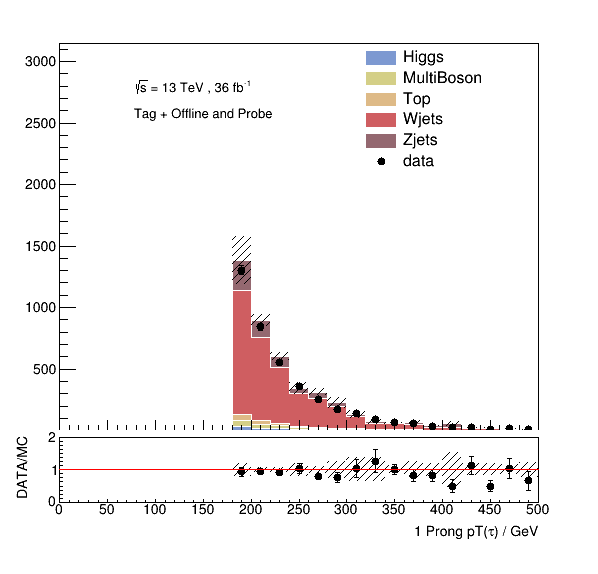 3000
2500
2000
1500
1000
500
√s = 13 TeV , 36 fb⁻¹
Tag + Offline and Probe
Higgs
MultiBoson
Top
Wjets
Zjets
data
DATA/MC
2
1
0
0 50 100 150 200 250 300 350 400 450 500
1 Prong pT(τ) / GeV